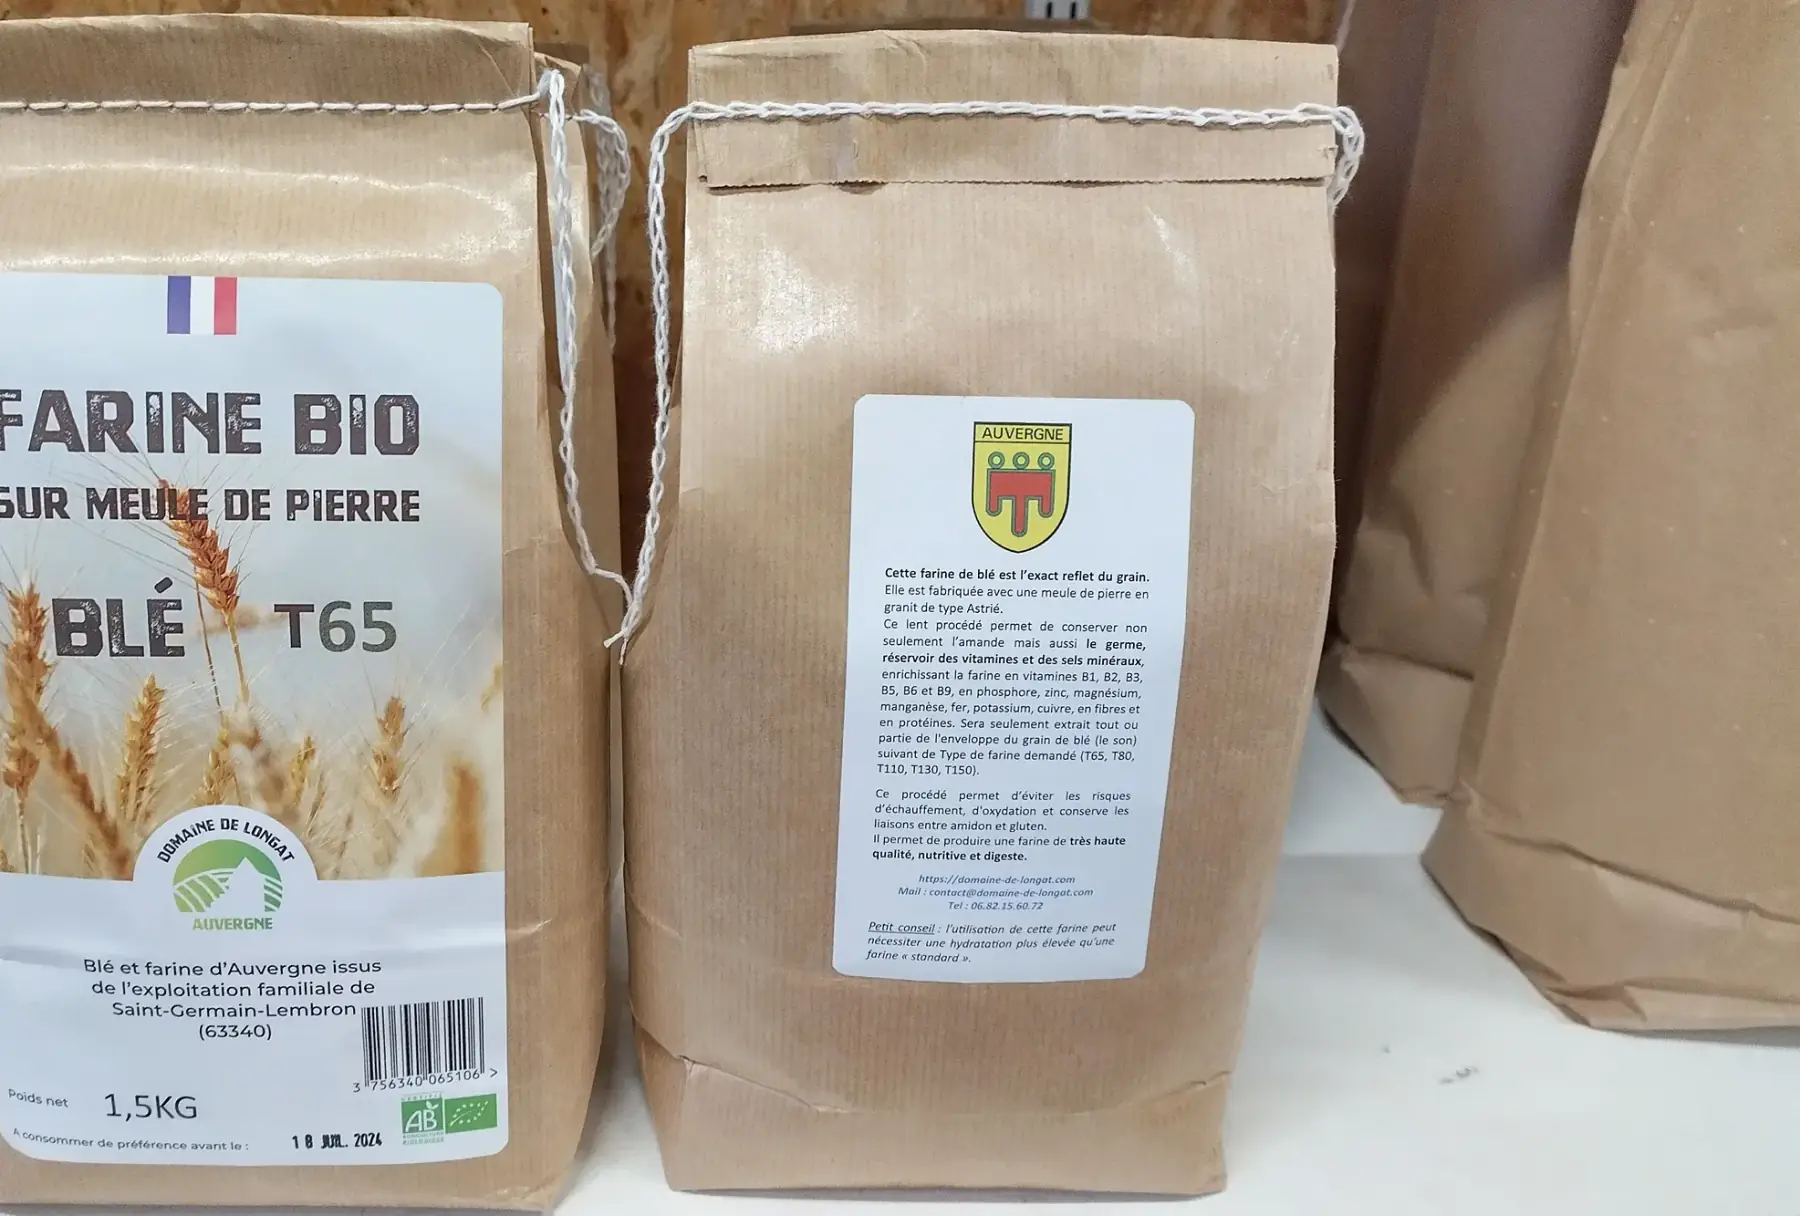 FARINE BIO
SUR MEULE DE PIERRE
BLÉ T65
DOMAINE DE LONGAT
AUVERGNE
Blé et farine d'Auvergne issus
de l'exploitation familiale de
Saint-Germain-Lembron
(63340)
3 756340 065106 >
Poids net 1,5KG
A consommer de préférence avant le : 18 JUIL. 2024
CERTIFIÉ
AB
AGRICULTURE
BIOLOGIQUE
AUVERGNE
Cette farine de blé est l'exact reflet du grain.
Elle est fabriquée avec une meule de pierre en
granit de type Astrié.
Ce lent procédé permet de conserver non
seulement l'amande mais aussi le germe,
réservoir des vitamines et des sels minéraux,
enrichissant la farine en vitamines B1, B2, B3,
B5, B6 et B9, en phosphore, zinc, magnésium,
manganèse, fer, potassium, cuivre, en fibres et
en protéines. Sera seulement extrait tout ou
partie de l'enveloppe du grain de blé (le son)
suivant de Type de farine demandé (T65, T80,
T110, T130, T150).
Ce procédé permet d'éviter les risques
d'échauffement, d'oxydation et conserve les
liaisons entre amidon et gluten.
Il permet de produire une farine de très haute
qualité, nutritive et digeste.
https://domaine-de-longat.com
Mail : contact@domaine-de-longat.com
Tel : 06.82.15.60.72
Petit conseil : l'utilisation de cette farine peut
nécessiter une hydratation plus élevée qu'une
farine « standard ».